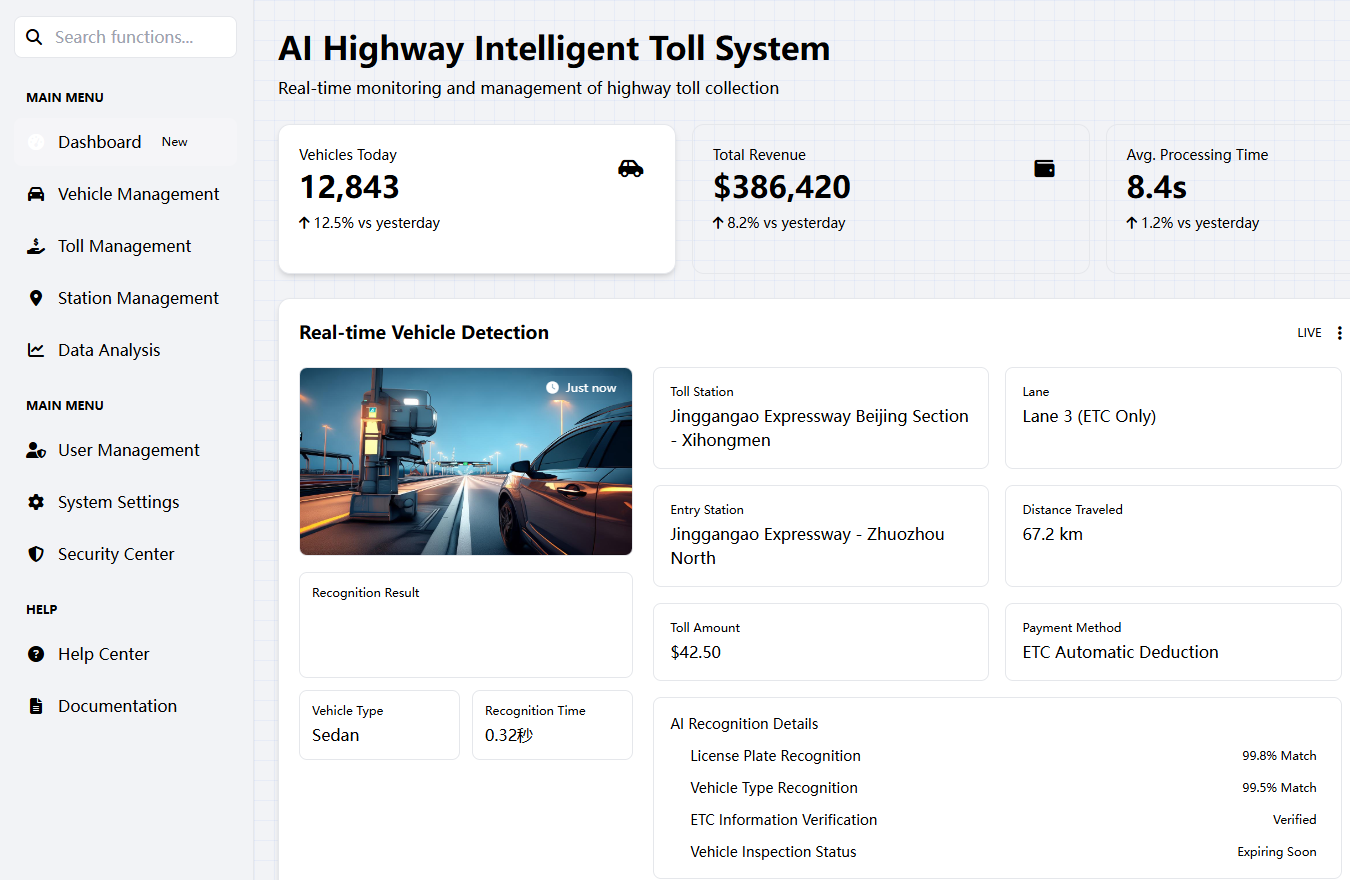 Search functions...
MAIN MENU
Dashboard New
Vehicle Management
Toll Management
Station Management
Data Analysis
MAIN MENU
User Management
System Settings
Security Center
HELP
Help Center
Documentation
AI Highway Intelligent Toll System
Real-time monitoring and management of highway toll collection
Vehicles Today
12,843
12.5% vs yesterday
Total Revenue
$386,420
8.2% vs yesterday
Avg. Processing Time
8.4s
1.2% vs yesterday
Real-time Vehicle Detection
LIVE
Just now
Recognition Result
Vehicle Type
Sedan
Recognition Time
0.32秒
Toll Station
Jinggangao Expressway Beijing Section
- Xihongmen
Lane
Lane 3 (ETC Only)
Entry Station
Jinggangao Expressway - Zhuozhou
North
Distance Traveled
67.2 km
Toll Amount
$42.50
Payment Method
ETC Automatic Deduction
AI Recognition Details
License Plate Recognition 99.8% Match
Vehicle Type Recognition 99.5% Match
ETC Information Verification Verified
Vehicle Inspection Status Expiring Soon